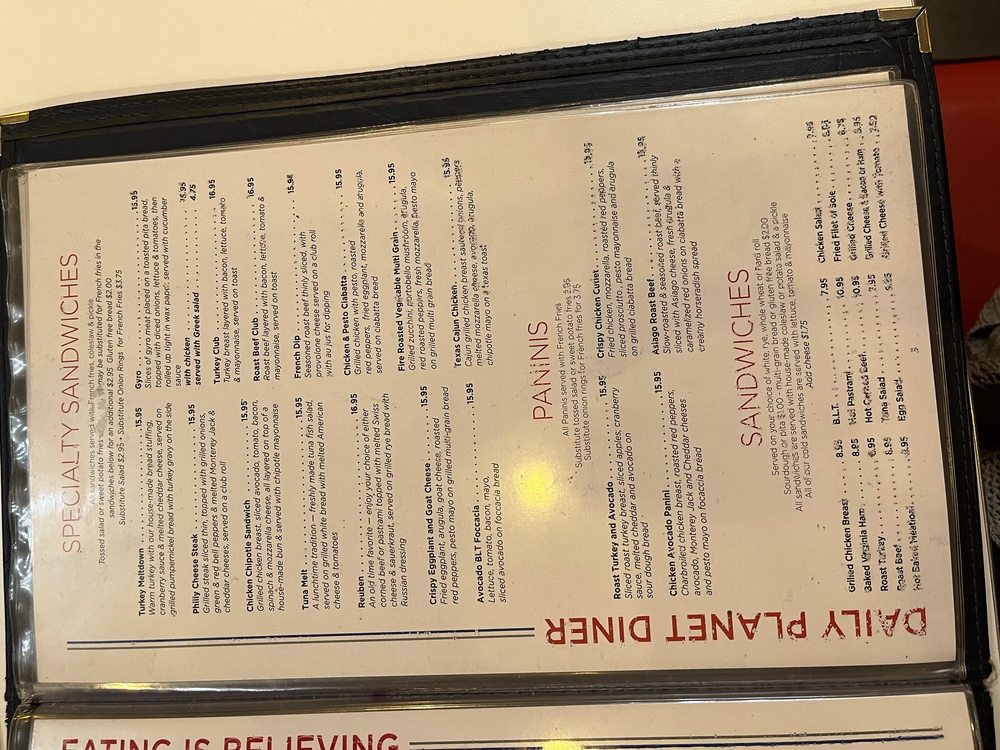 SPECIALTY SANDWICHES
All sandwiches served with French fries, coleslaw & pickle.
Tossed salad or sweet potato fries may be substituted for French fries in the
sandwiches below for an additional $2.95 Gluten free bread $2.00
Substitute Salad $2.95 • Substitute Onion Rings for French Fries $3.75
Turkey Meltdown 15.95
Warm Turkey with our house-made bread stuffing,
cranberry sauce & melted cheddar cheese, served on
grilled pumpernickel bread with turkey gravy on the side
Philly Cheese Steak 15.95
Grilled steak sliced thin, topped with grilled onions,
green & red bell peppers & melted Monterey Jack &
cheddar cheeses, served on a club roll
Chicken Chipotle Sandwich 15.95
Grilled chicken breast, sliced avocado, tomato, bacon,
spinach & mozzarella cheese, all layered on top of a
house-made bun & served with chipotle mayonnaise
Tuna Melt 15.95
A lunchtime tradition — freshly made tuna fish salad,
served on grilled white bread with melted American
cheese & tomatoes
Reuben 16.95
An old time favorite – enjoy your choice of either
corned beef or pastrami topped with melted Swiss
cheese & sauerkraut, served on grilled rye bread with
Russian dressing
Crispy Eggplant and Goat Cheese 15.95
Fried eggplant, arugula, goat cheese, roasted
red peppers, pesto mayo on grilled multi-grain bread
Avocado BLT Foccacia 15.95
Lettuce, tomato, bacon, mayo,
sliced avocado on foccacia bread
Gyro 15.95
Slices of gyro meat placed on a toasted pita bread,
topped with diced onions, lettuce & tomatoes, then
rolled up tight in wax paper; served with cucumber
sauce
with chicken 16.95
served with Greek salad 4.75
Turkey Club 16.95
Turkey breast layered with bacon, lettuce, tomato
& mayonnaise, served on toast
Roast Beef Club 16.95
Roast Beef layered with bacon, lettuce, tomato &
mayonnaise, served on toast
French Dip 15.95
Seasoned roast beef thinly sliced, with
provolone cheese served on a club roll
with au jus for dipping
Chicken & Pesto Ciabatta 15.95
Grilled chicken with pesto, roasted
red peppers, fried eggplant, mozzarella and arugula,
served on ciabatta bread
Fire Roasted Vegetable Multi Grain 15.95
Grilled zucchini, portobello mushroom, arugula,
red roasted peppers, fresh mozzarella, pesto mayo
on grilled multi grain bread
Texas Cajun Chicken 15.95
Cajun grilled chicken breast sauteed onions, peppers
melted mozzarella cheese, avocado, arugula,
chipotle mayo on a texas toast
PANINIS
All Paninis served with French Fries
Substitute tossed salad or sweet potato fries 2.95
Substitute onion rings for French fries for 3.75
Roast Turkey and Avocado 15.95
Sliced roast turkey breast, sliced apples, cranberry
sauce, melted cheddar and avocado on
sour dough bread
Chicken Avocado Panini 15.95
Charbroiled chicken breast, roasted red peppers,
avocado, Monterey Jack and Cheddar cheeses
and pesto mayo on foccacia bread
Crispy Chicken Cutlet 15.95
Fried chicken, mozzarella, roasted red peppers,
sliced prosciutto, pesto mayonnaise and arugula
on grilled ciabatta bread
Asiago Roast Beef 15.95
Slow-roasted & seasoned roast beef, served thinly
sliced with Asiago cheese, fresh arugula &
caramelized red onions on ciabatta bread with a
creamy horseradish spread
SANDWICHES
Served on your choice of white, rye, whole wheat or hard roll
Sourdough or pita $1.00 - multi-grain bread or gluten-free bread $2.00
All sandwiches are served with house-made coleslaw or potato salad & a pickle
All of our cold sandwiches are served with lettuce, tomato & mayonnaise
Add cheese $1.75
Grilled Chicken Breast 8.95
Baked Virginia Ham 6.95
Roast Turkey 8.95
Roast Beef
B.L.T. 7.95
Hot Pastrami 10.95
Hot Corned Beef 10.95
Tuna Salad 7.95
Egg Salad
Chicken Salad 7.95
Fried Filet of Sole
Grilled Cheese 6.75
Grilled Cheese & Bacon or Ham
Grilled Cheese with Tomato
DAILY PLANET DINER
EATING IS BELIEVING